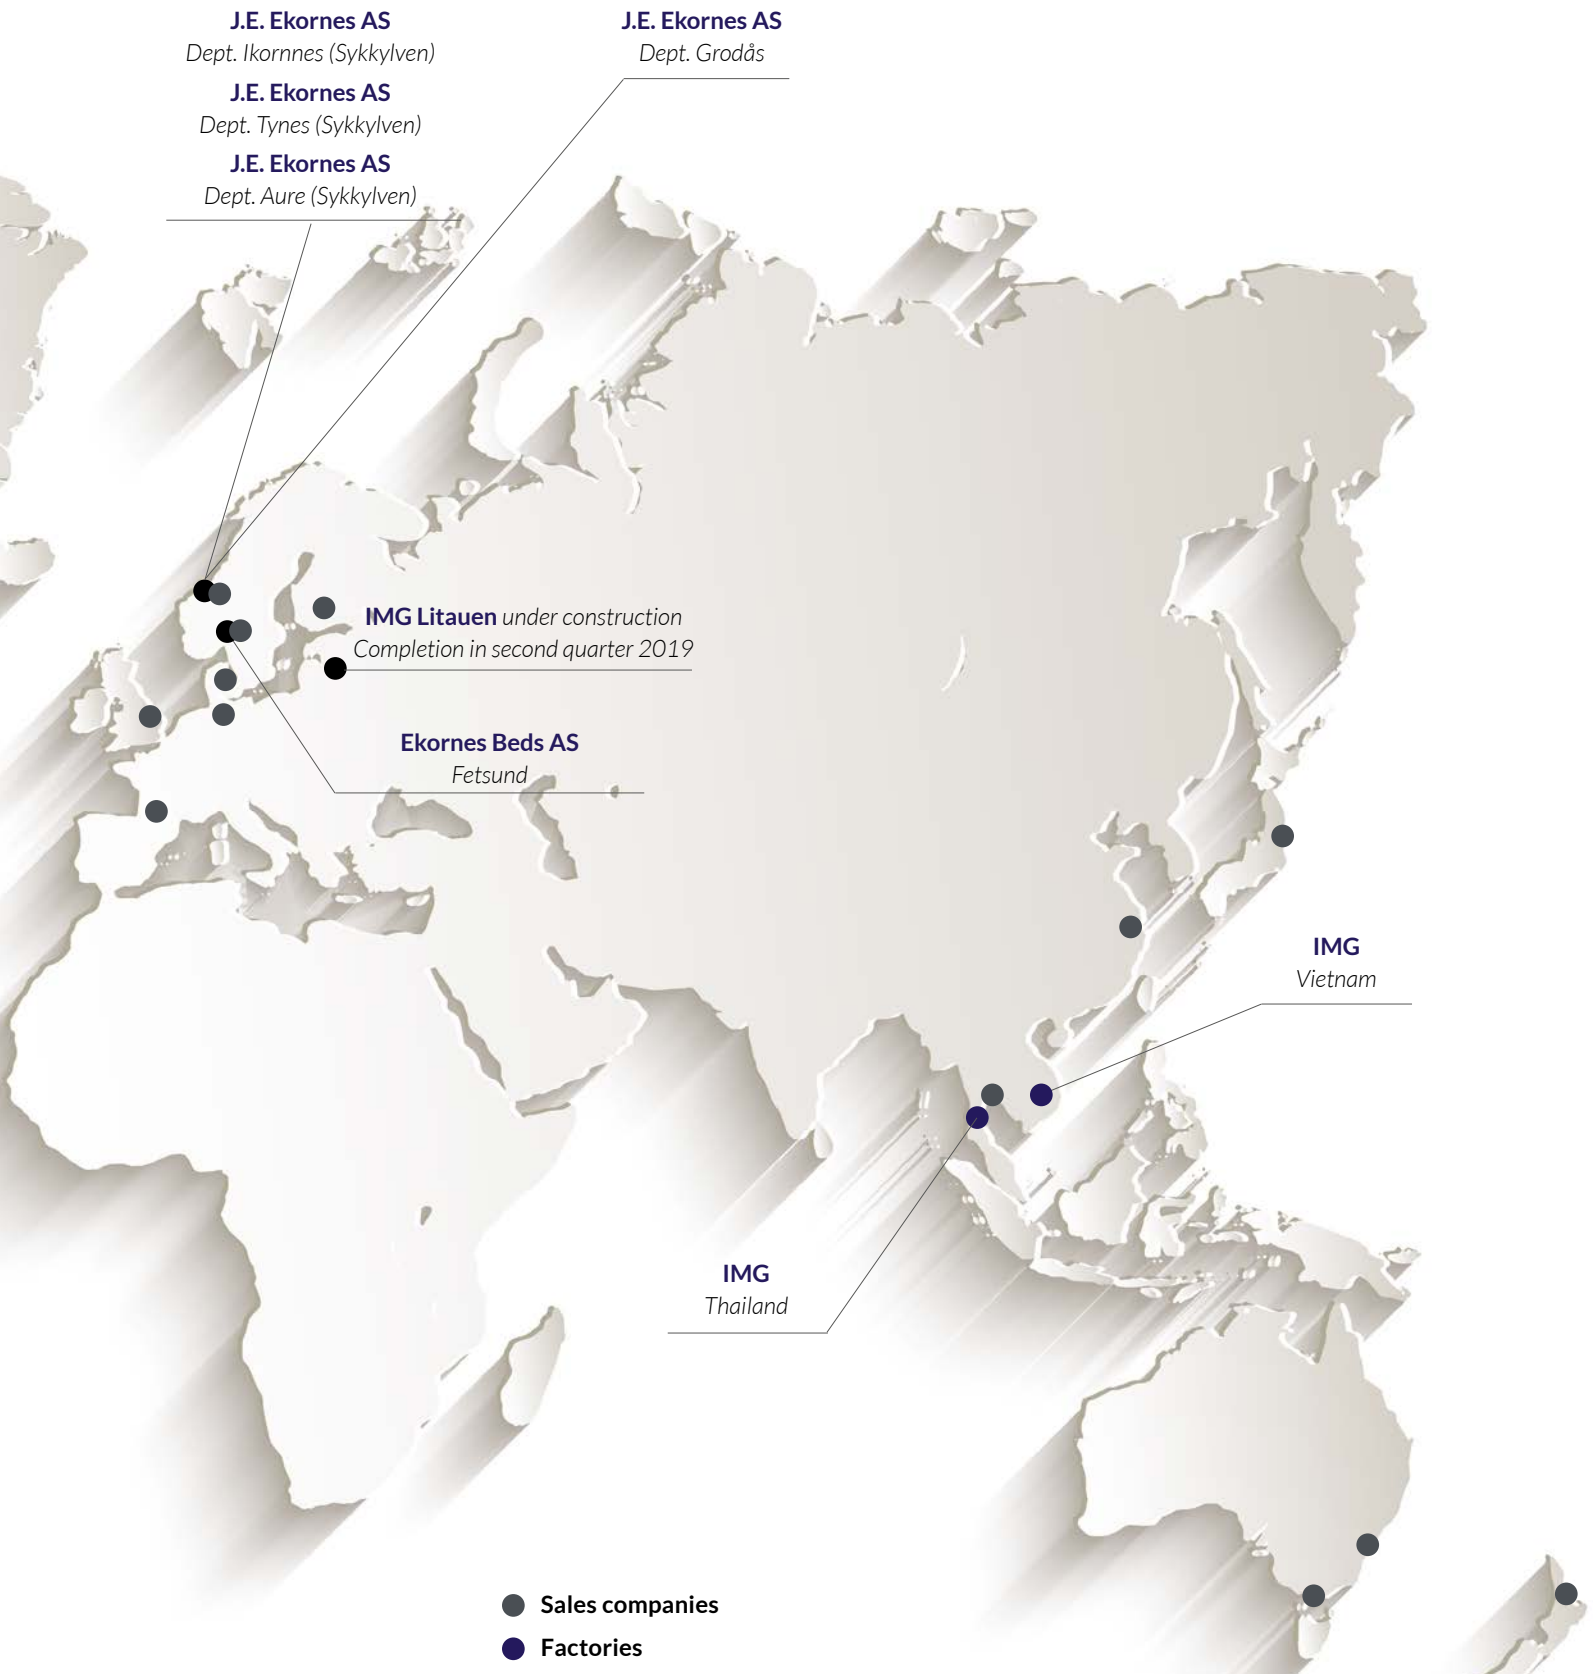 J.E. Ekornes AS
Dept. Ikornnes (Sykkylven)
J.E. Ekornes AS
Dept. Tynes (Sykkylven)
J.E. Ekornes AS
Dept. Aure (Sykkylven)
J.E. Ekornes AS
Dept. Grodås
IMG Litauen under construction
Completion in second quarter 2019
Ekornes Beds AS
Fetsund
IMG
Vietnam
IMG
Thailand
Sales companies
Factories